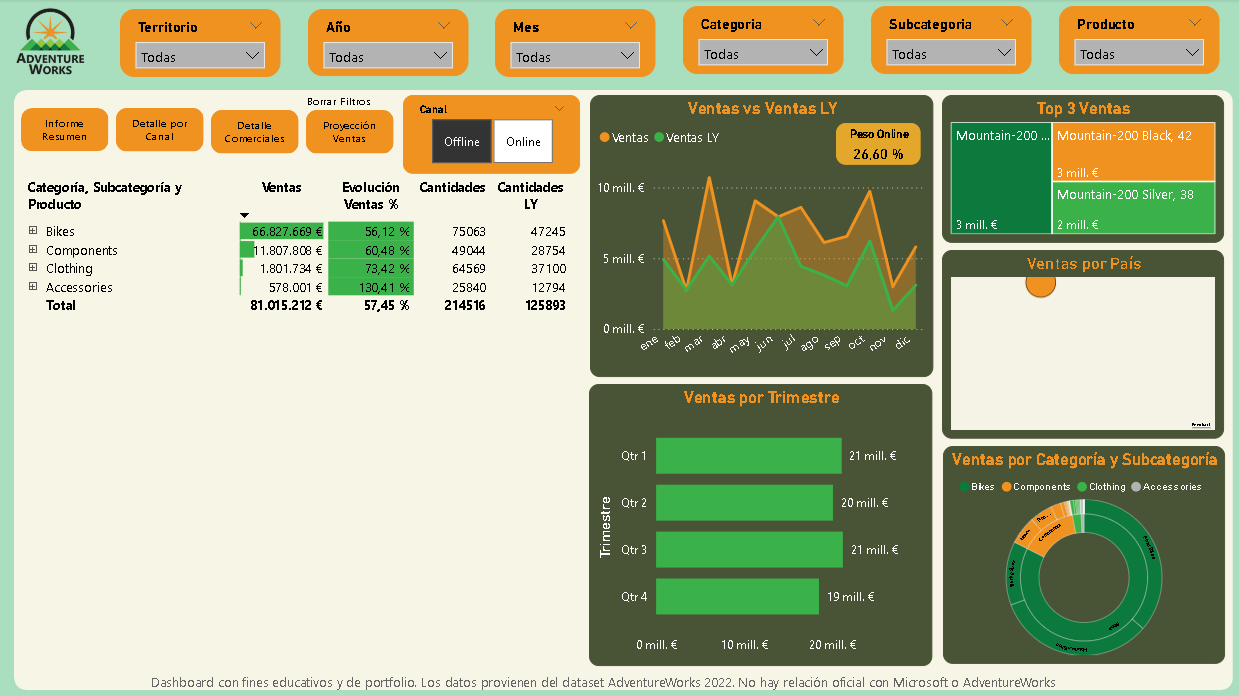 ADVENTURE
WORKS
Territorio
Todas
Año
Todas
Mes
Todas
Categoria
Todas
Subcategoria
Todas
Producto
Todas
Informe
Resumen
Detalle por
Canal
Detalle
Comerciales
Borrar Filtros
Proyección
Ventas
Canal
Offline
Online
Categoría, Subcategoría y
Producto
Ventas
Evolución
Ventas %
Cantidades
Cantidades
LY
Bikes 66.827.669 € 56,12 % 75063 47245
Components 11.807.808 € 60,48 % 49044 28754
Clothing 1.801.734 € 73,42 % 64569 37100
Accessories 578.001 € 130,41 % 25840 12794
Total 81.015.212 € 57,45 % 214516 125893
Ventas vs Ventas LY
Ventas Ventas LY
Peso Online
26,60 %
10 mill. €
5 mill. €
0 mill. €
ene feb mar abr may jun jul ago sep oct nov dic
Ventas por Trimestre
Trimestre
Qtr 1 21 mill. €
Qtr 2 20 mill. €
Qtr 3 21 mill. €
Qtr 4 19 mill. €
0 mill. € 10 mill. € 20 mill. €
Top 3 Ventas
Mountain-200 ...
3 mill. €
Mountain-200 Black, 42
3 mill. €
Mountain-200 Silver, 38
2 mill. €
Ventas por País
Ventas por Categoría y Subcategoría
Bikes Components Clothing Accessories
Dashboard con fines educativos y de portfolio. Los datos provienen del dataset AdventureWorks 2022. No hay relación oficial con Microsoft o AdventureWorks